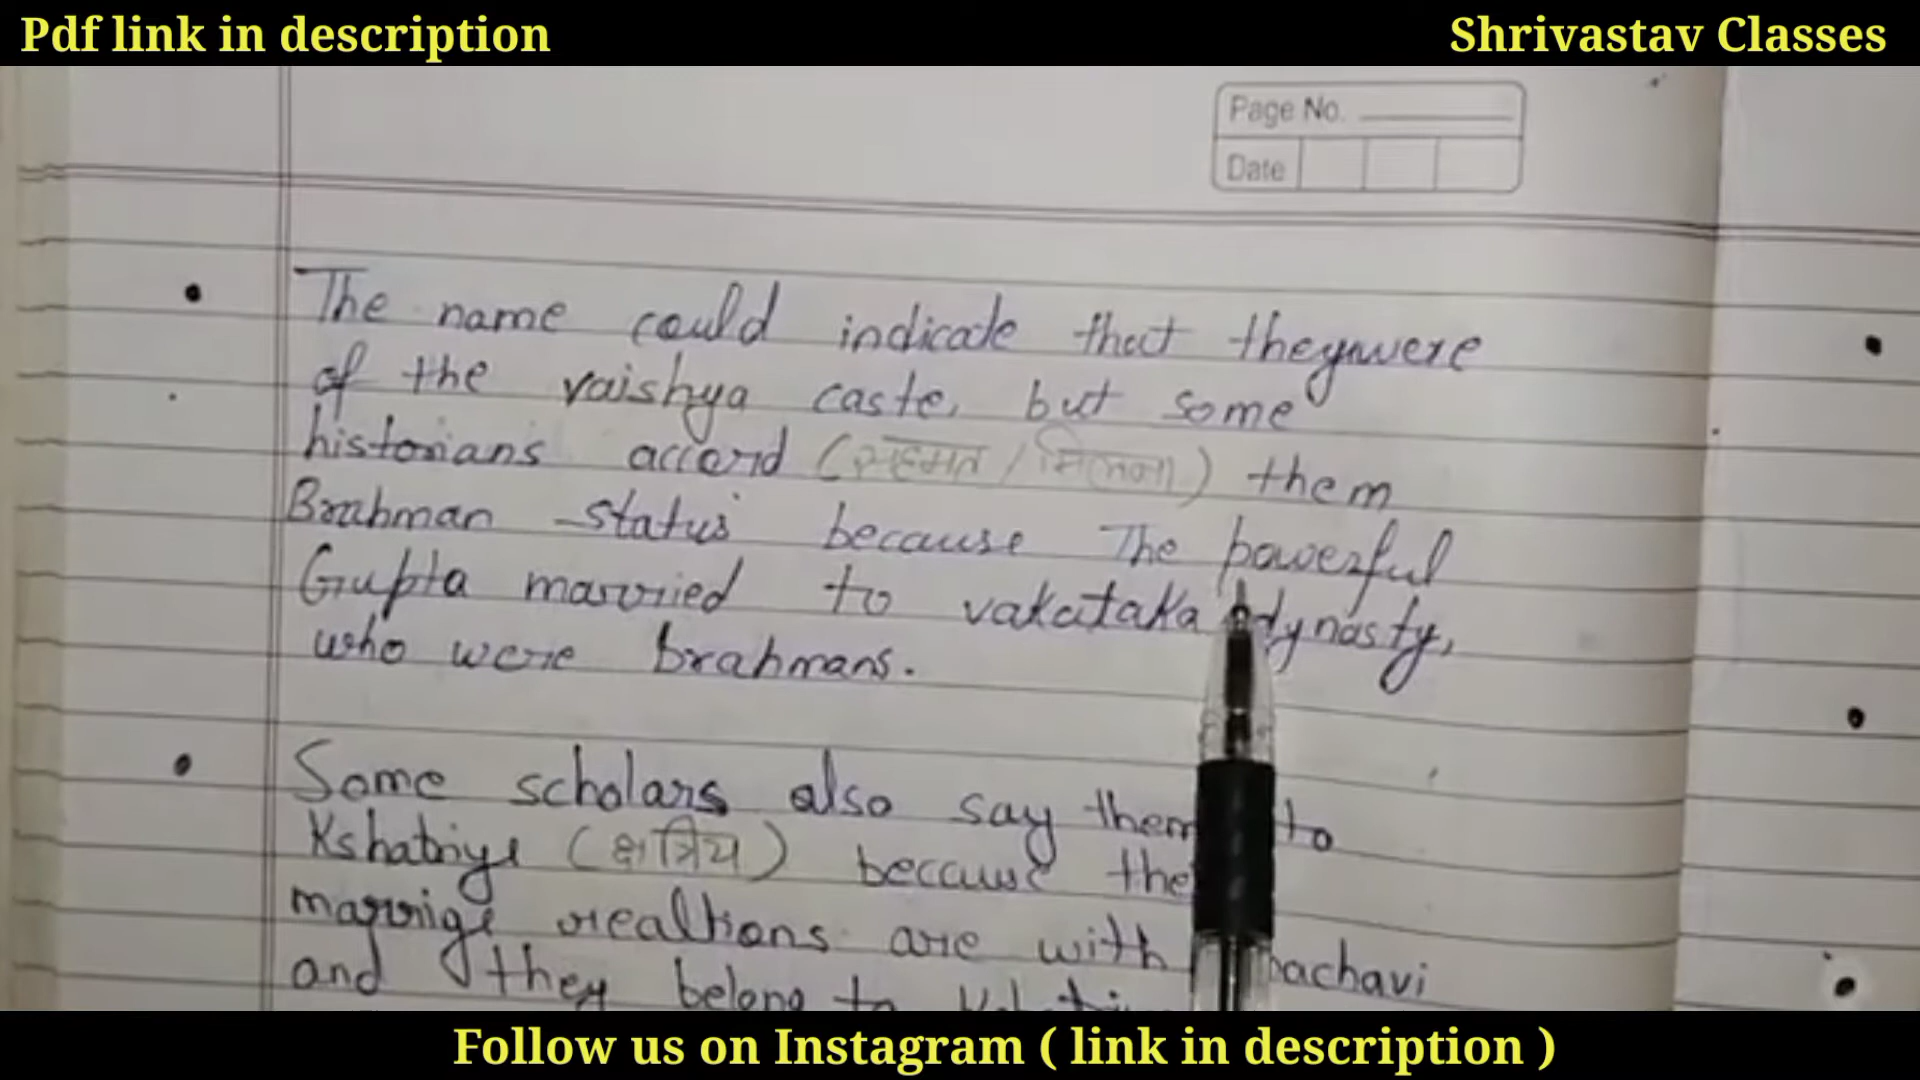 Pdf link in description
Shrivastav Classes
Page No.
Date
The name could indicate that they were
of the vaishya caste, but some
historians accord (सहमत / मिलना) them
Brahman status because The powerful
Gupta married to vakataka dynasty,
who were brahmans.
Some scholars also say them to
Kshatriye (क्षत्रिय) because the
marrige realtions are with
and they belong to
Follow us on Instagram ( link in description )